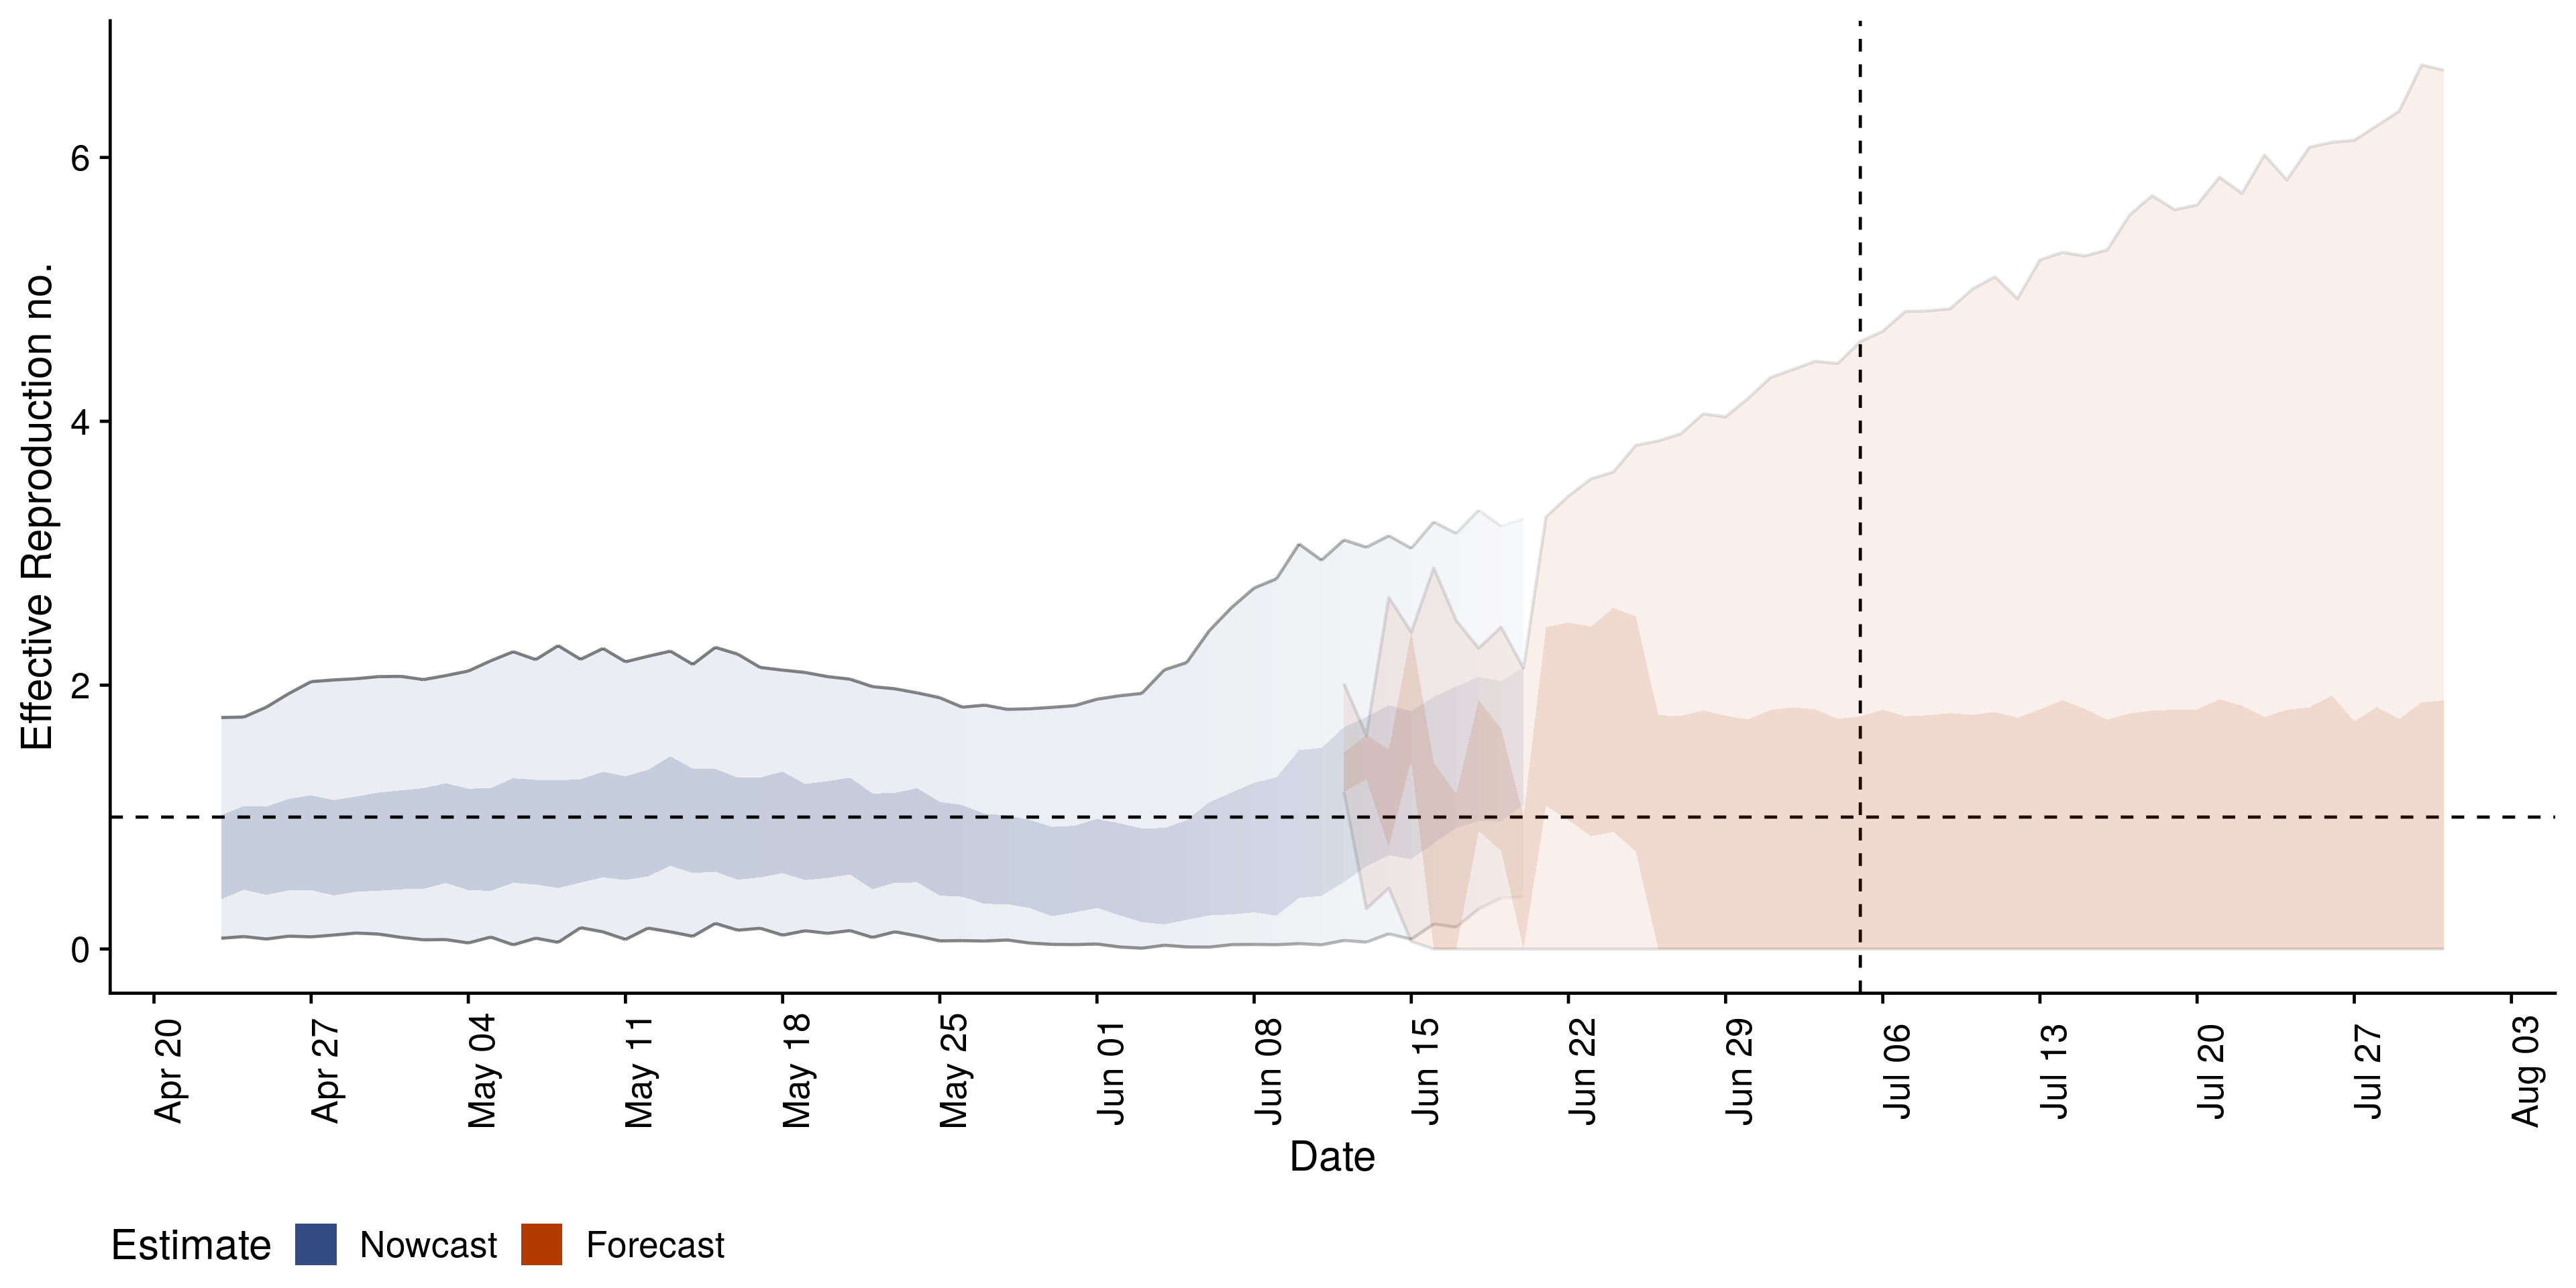 Effective Reproduction no.
6
4
2
0
Apr 20
Apr 27
May 04
May 11
May 18
May 25
Jun 01
Jun 08
Jun 15
Jun 22
Jun 29
Jul 06
Jul 13
Jul 20
Jul 27
Aug 03
Date
Estimate Nowcast Forecast